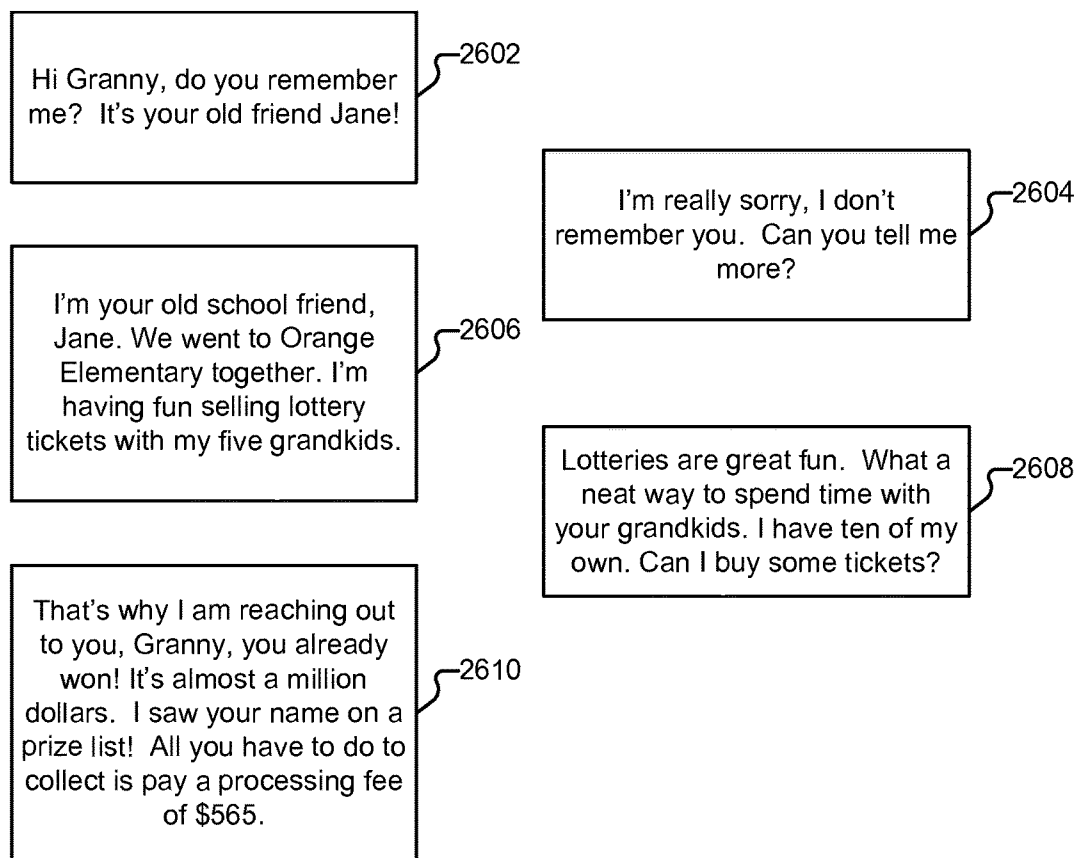 Hi Granny, do you remember
me?  It's your old friend Jane!
2602
I'm really sorry, I don't
remember you.  Can you tell me
more?
2604
I'm your old school friend,
Jane. We went to Orange
Elementary together. I'm
having fun selling lottery
tickets with my five grandkids.
2606
Lotteries are great fun.  What a
neat way to spend time with
your grandkids. I have ten of my
own. Can I buy some tickets?
2608
That's why I am reaching out
to you, Granny, you already
won! It's almost a million
dollars.  I saw your name on a
prize list!  All you have to do to
collect is pay a processing fee
of $565.
2610